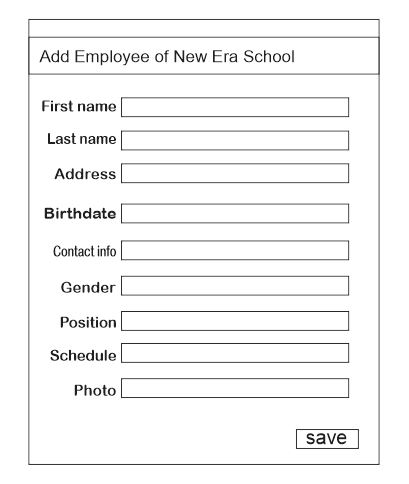 Add Employee of New Era School
First name
Last name
Address
Birthdate
Contact info
Gender
Position
Schedule
Photo
save